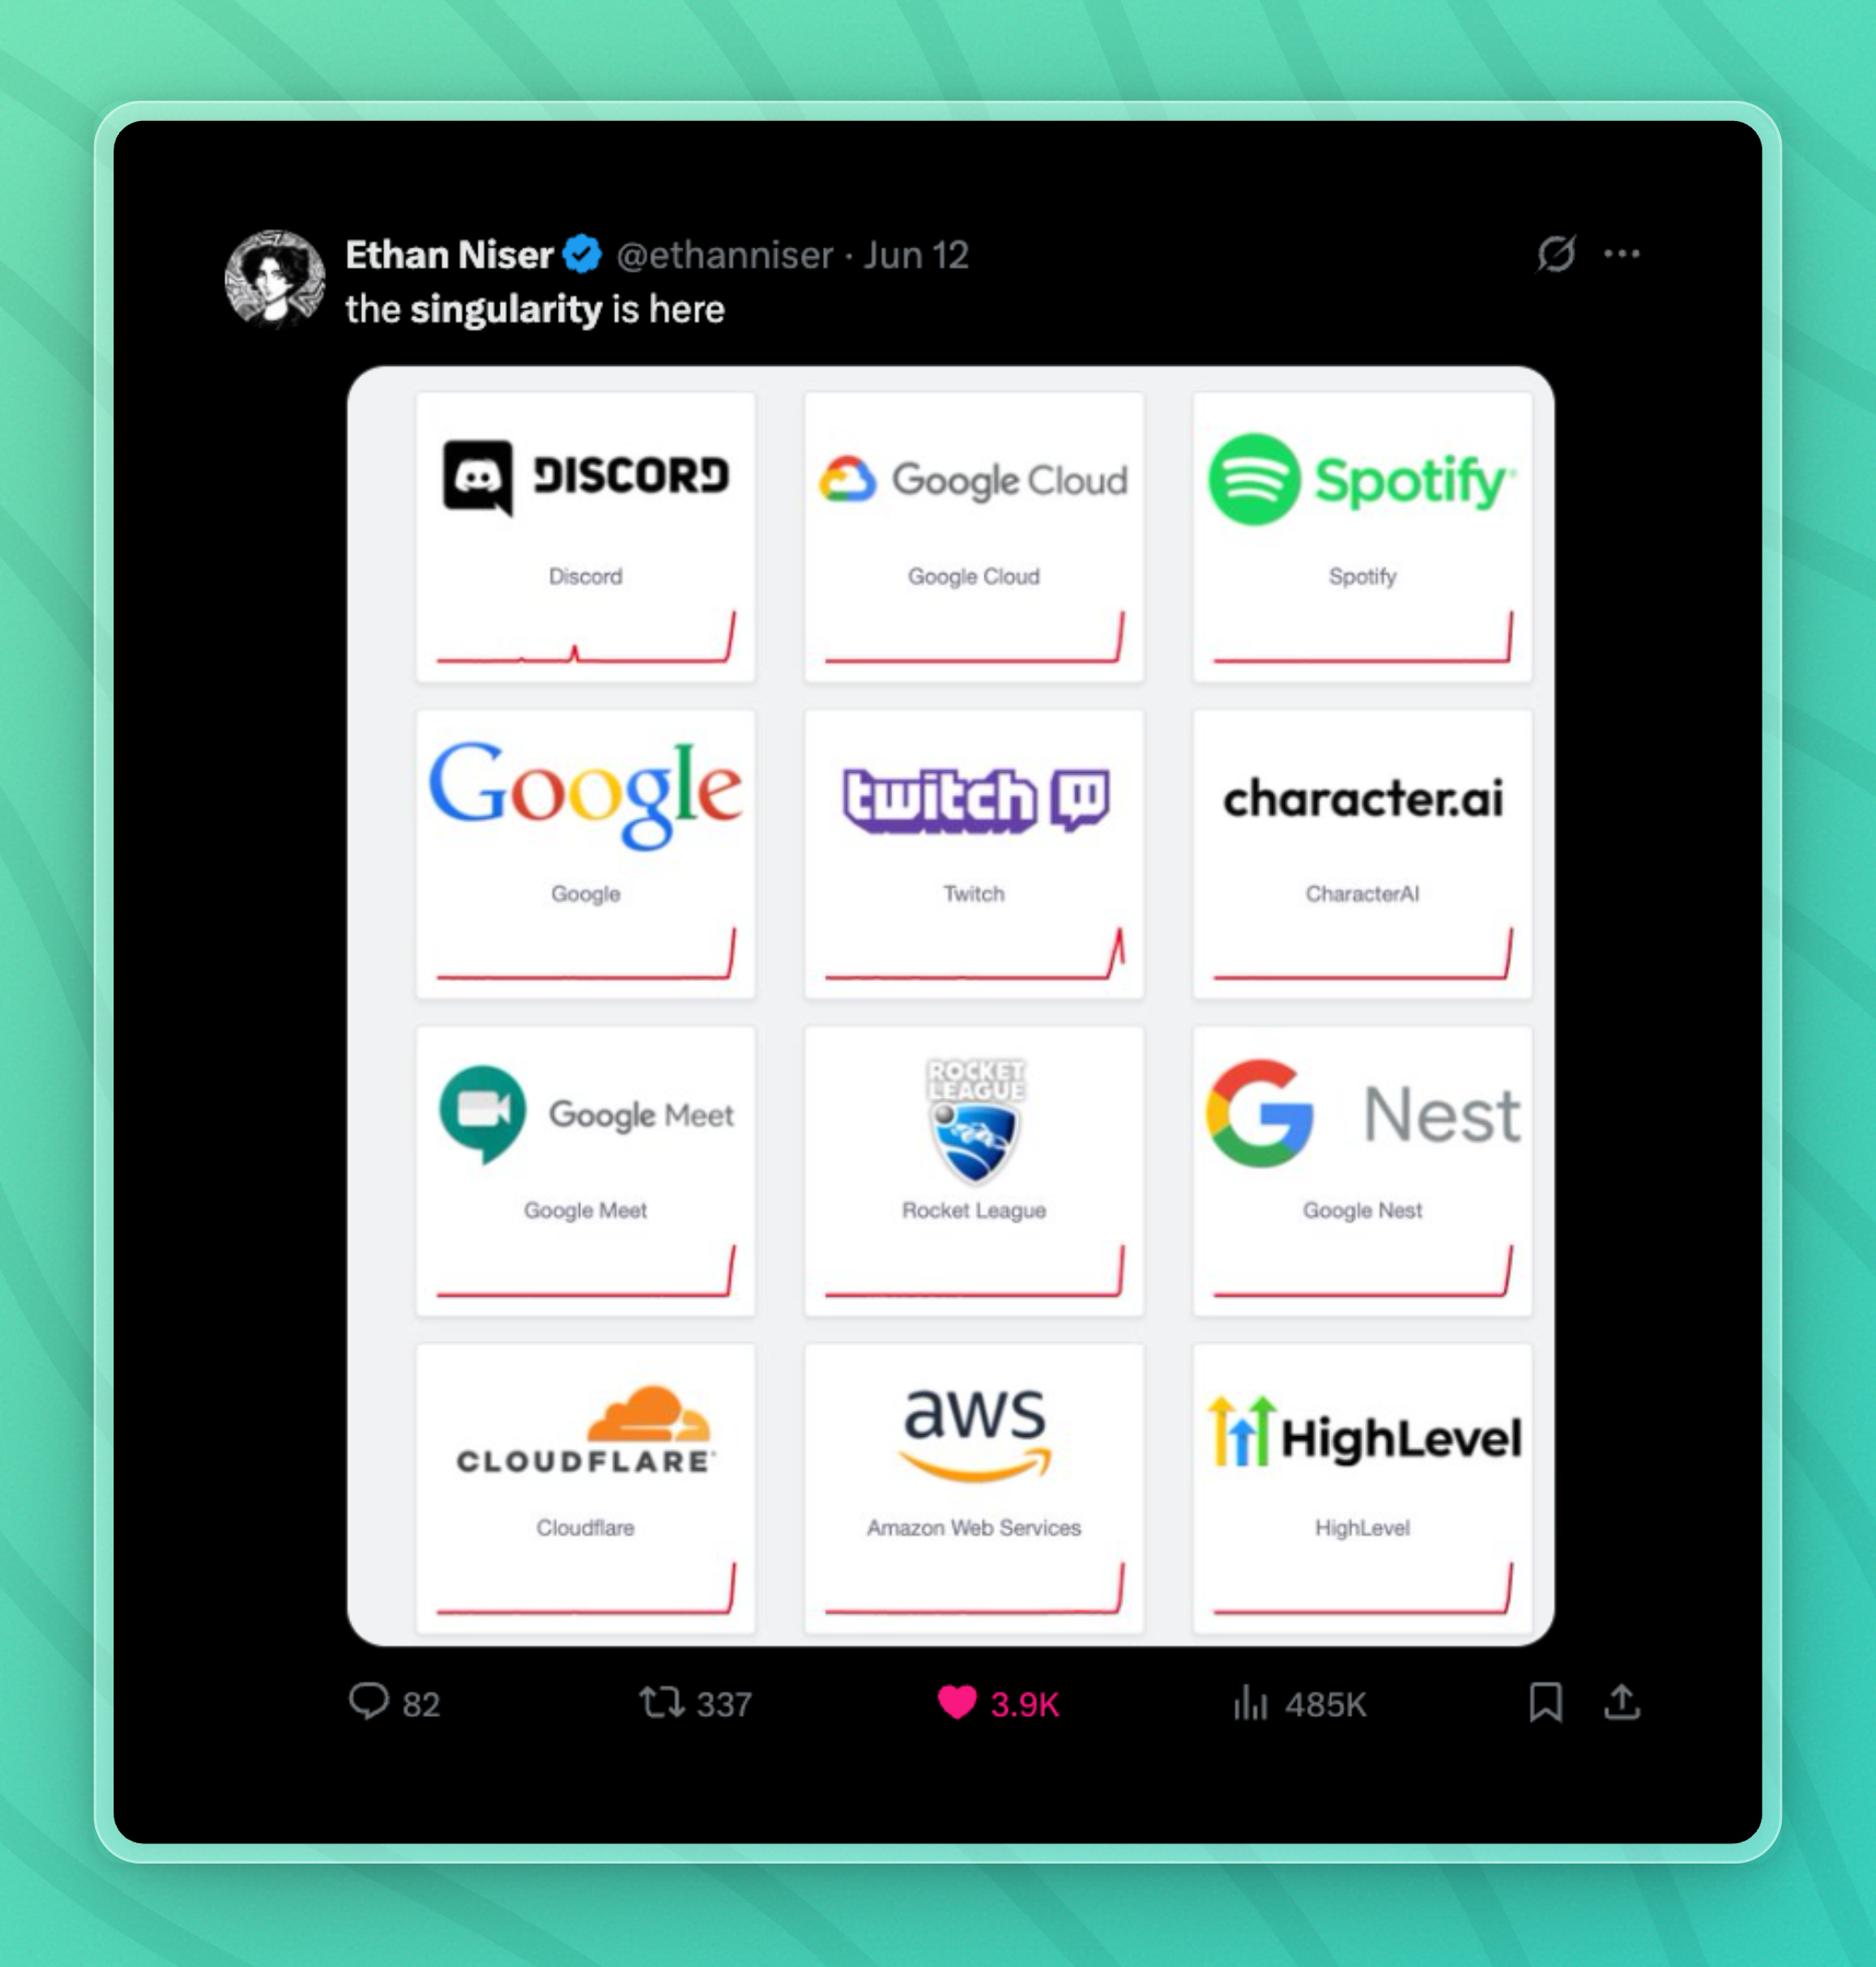 Ethan Niser @ethanniser · Jun 12
the singularity is here
DISCORD
Discord
Google Cloud
Google Cloud
Spotify
Spotify
Google
Google
twitch
Twitch
character.ai
CharacterAI
Google Meet
Google Meet
ROCKET
LEAGUE
Rocket League
G Nest
Google Nest
CLOUDFLARE
Cloudflare
aws
Amazon Web Services
HighLevel
HighLevel
82 337 3.9K 485K